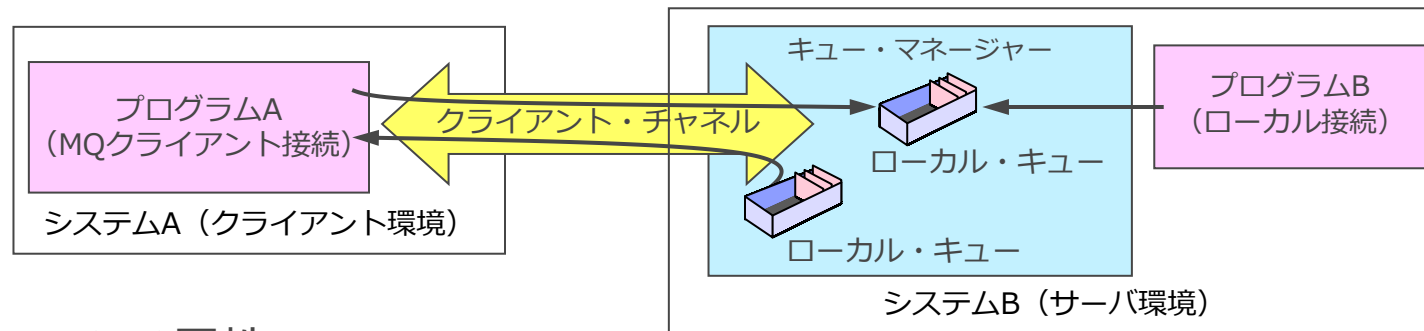 プログラムA
（MQクライアント接続）
システムA（クライアント環境）
クライアント・チャネル
キュー・マネージャー
ローカル・キュー
ローカル・キュー
プログラムB
（ローカル接続）
システムB（サーバ環境）